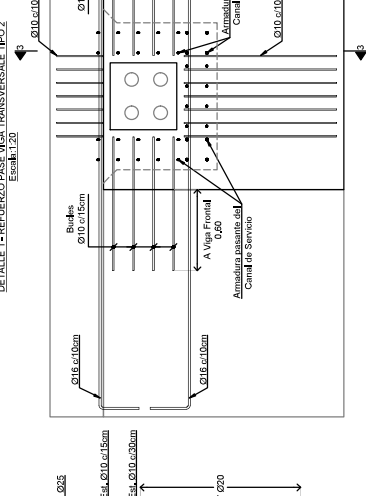 DETALLE 1 - REFUERZO PASE VIGA TRANSVERSALE TIPO 2
Escala:1:20
Ø10 c/10
Armadu
Canal
Ø10 c/10
3
3
Bucles
Ø10 c/15cm
A Viga Frontal
0.60
Armadura pasante del
Canal de Servicio
Ø16 c/10cm
Ø16 c/10cm
Ø25
Est. Ø10 c/15cm
Est. Ø10 c/30cm
Ø20